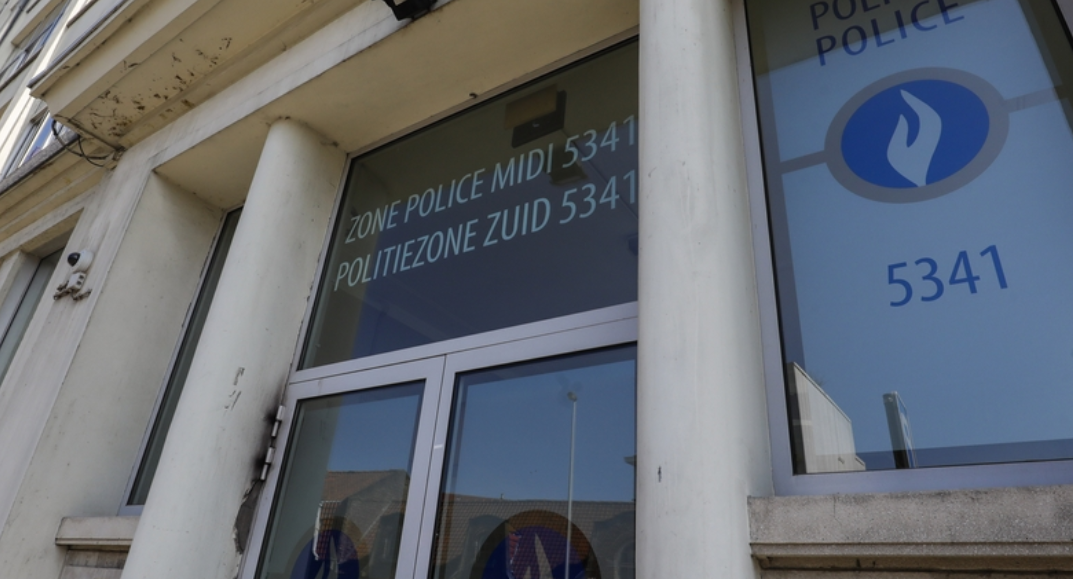 ZONE POLICE MIDI 5341
POLITIEZONE ZUID 5341
POLICE
5341